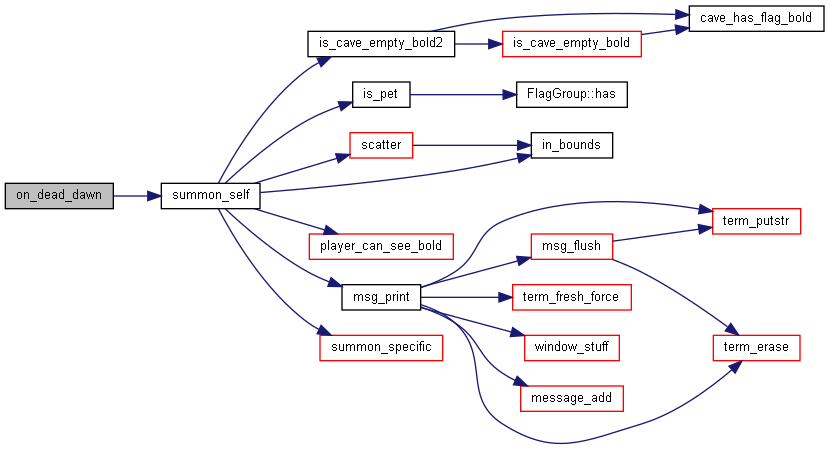 cave_has_flag_bold
is_cave_empty_bold2
is_cave_empty_bold
is_pet
FlagGroup::has
scatter
in_bounds
on_dead_dawn
summon_self
term_putstr
player_can_see_bold
msg_flush
msg_print
term_fresh_force
summon_specific
window_stuff
term_erase
message_add